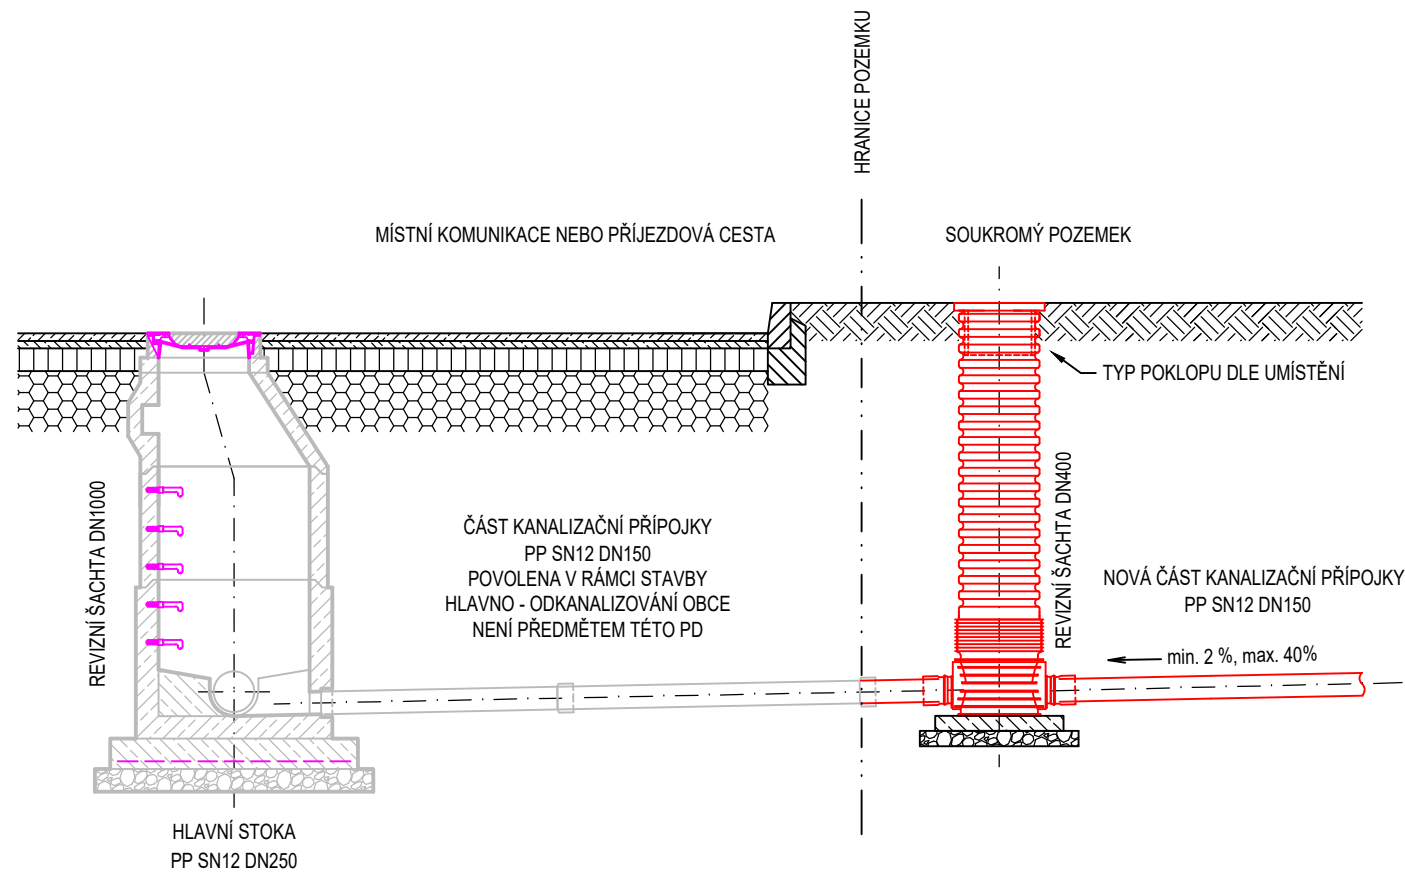 HRANICE POZEMKU
MÍSTNÍ KOMUNIKACE NEBO PŘÍJEZDOVÁ CESTA
SOUKROMÝ POZEMEK
TYP POKLOPU DLE UMÍSTĚNÍ
REVIZNÍ ŠACHTA DN1000
ČÁST KANALIZAČNÍ PŘÍPOJKY
PP SN12 DN150
POVOLENA V RÁMCI STAVBY
HLAVNO - ODKANALIZOVÁNÍ OBCE
NENÍ PŘEDMĚTEM TÉTO PD
REVIZNÍ ŠACHTA DN400
NOVÁ ČÁST KANALIZAČNÍ PŘÍPOJKY
PP SN12 DN150
min. 2 %, max. 40%
HLAVNÍ STOKA
PP SN12 DN250